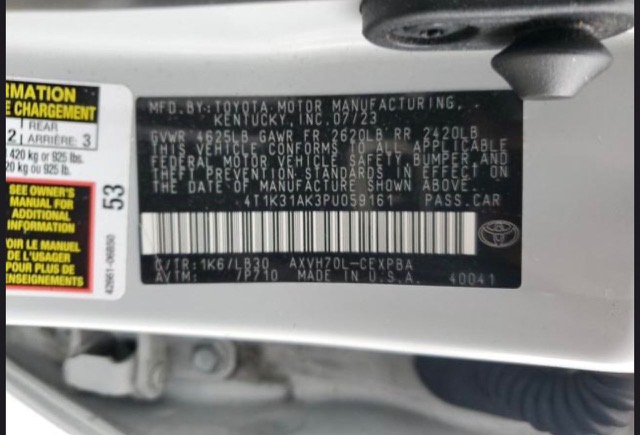 RMATION
E CHARGEMENT
2 REAR
ARRIÈRE: 3
420 kg or 925 lbs.
20 kg ou 925 lb.
SEE OWNER'S
MANUAL FOR
ADDITIONAL
INFORMATION
VOIR LE MANUEL
DE L'USAGER
POUR PLUS DE
ENSEIGNEMENTS
53
MFD.BY:TOYOTA MOTOR MANUFACTURING,
KENTUCKY,INC.07/23
GVWR 4625LB GAWR FR 2620LB RR 2420LB
THIS VEHICLE CONFORMS TO ALL APPLICABLE
FEDERAL MOTOR VEHICLE SAFETY,BUMPER,AND
THEFT PREVENTION STANDARDS IN EFFECT ON
THE DATE OF MANUFACTURE SHOWN ABOVE.
4T1K31AK3PU059161 PASS.CAR
C/TR:1K6/LB30 AXVH70L-CEXPBA
A/TM: 7P710 MADE IN U.S.A. 40041